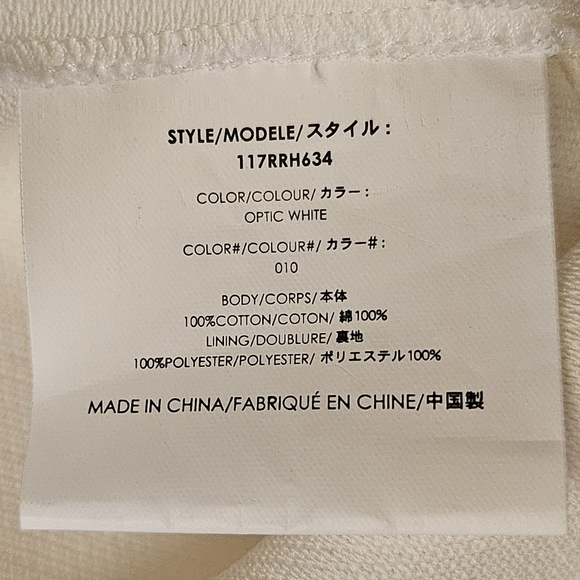 STYLE/MODELE/スタイル :
117RRH634
COLOR/COLOUR/カラー :
OPTIC WHITE
COLOR#/COLOUR#/ カラー#:
010
BODY/CORPS/ 本体
100%COTTON/COTON/ 綿100%
LINING/DOUBLURE/ 裏地
100%POLYESTER/POLYESTER/ ポリエステル100%
MADE IN CHINA/FABRIQUÉ EN CHINE/中国製